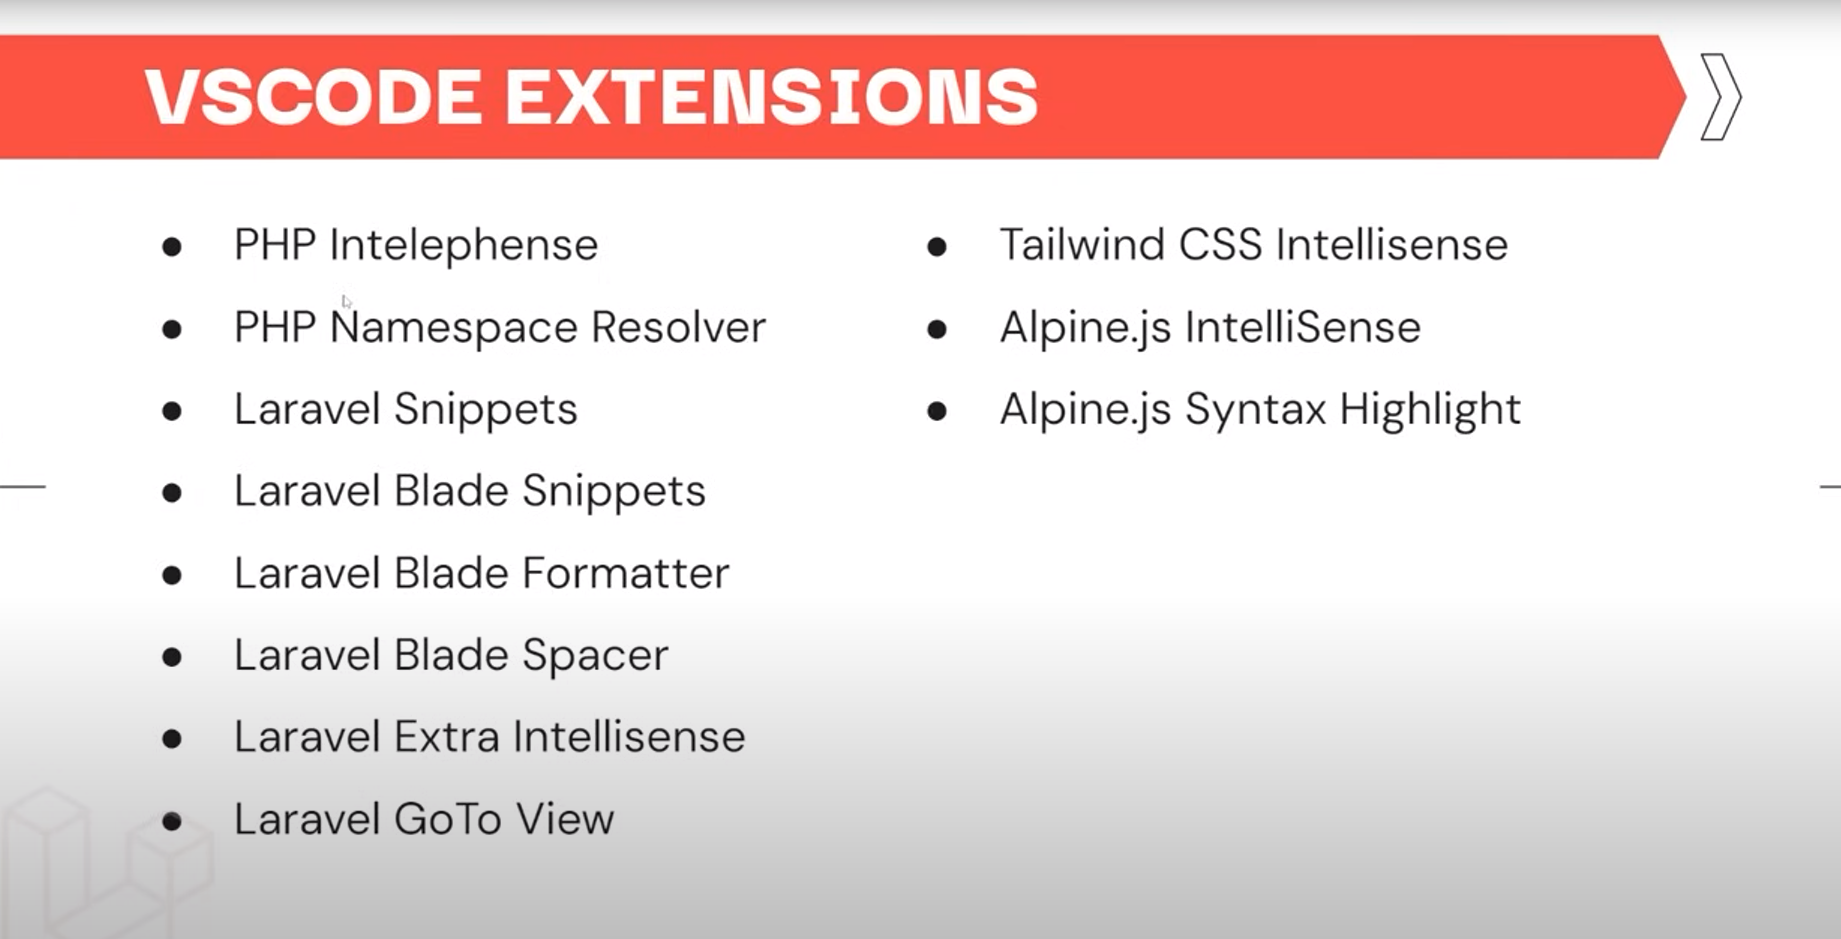 VSCODE EXTENSIONS
PHP Intelephense
PHP Namespace Resolver
Laravel Snippets
Laravel Blade Snippets
Laravel Blade Formatter
Laravel Blade Spacer
Laravel Extra Intellisense
Laravel GoTo View
Tailwind CSS Intellisense
Alpine.js IntelliSense
Alpine.js Syntax Highlight